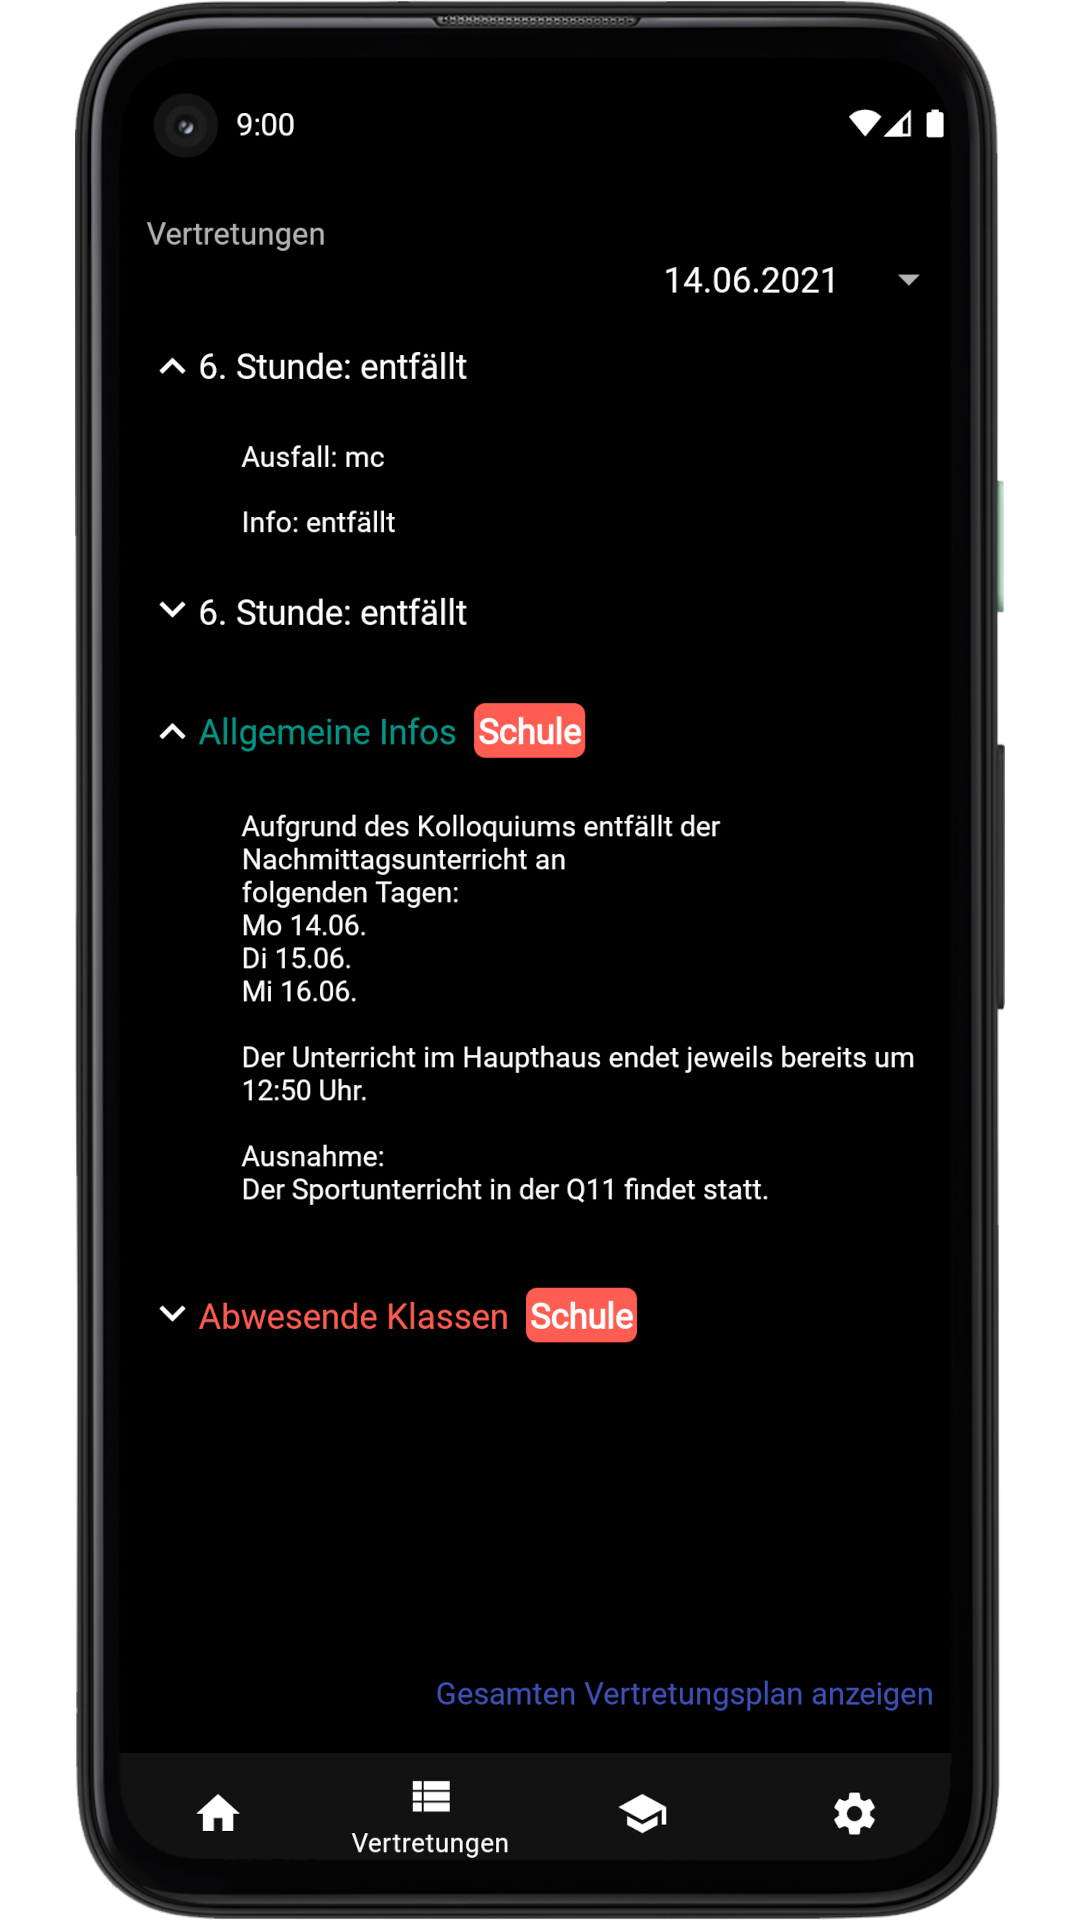 9:00
Vertretungen
14.06.2021
6. Stunde: entfällt
Ausfall: mc
Info: entfällt
6. Stunde: entfällt
Allgemeine Infos Schule
Aufgrund des Kolloquiums entfällt der
Nachmittagsunterricht an
folgenden Tagen:
Mo 14.06.
Di 15.06.
Mi 16.06.
Der Unterricht im Haupthaus endet jeweils bereits um
12:50 Uhr.
Ausnahme:
Der Sportunterricht in der Q11 findet statt.
Abwesende Klassen Schule
Gesamten Vertretungsplan anzeigen
Vertretungen